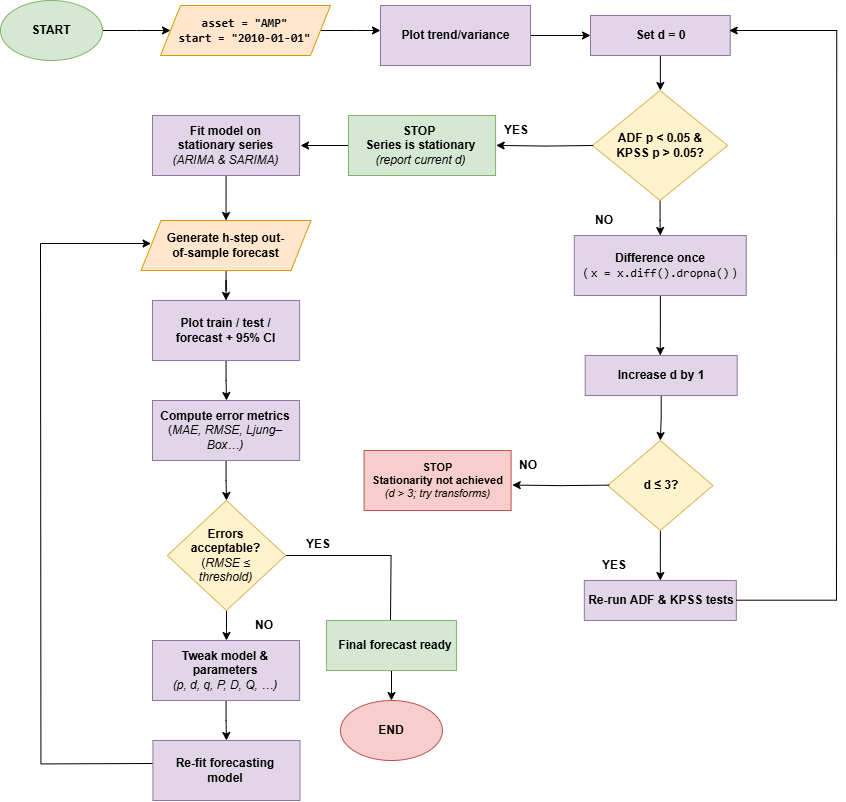 START
asset = "AMP"
start = "2010-01-01"
Plot trend/variance
Set d = 0
ADF p < 0.05 &
KPSS p > 0.05?
YES
STOP
Series is stationary
(report current d)
Fit model on
stationary series
(ARIMA & SARIMA)
NO
Difference once
(x = x.diff().dropna())
Increase d by 1
d ≤ 3?
NO
STOP
Stationarity not achieved
(d > 3; try transforms)
YES
Re-run ADF & KPSS tests
Generate h-step out-
of-sample forecast
Plot train / test /
forecast + 95% CI
Compute error metrics
(MAE, RMSE, Ljung–
Box…)
Errors
acceptable?
(RMSE ≤
threshold)
YES
Final forecast ready
END
NO
Tweak model &
parameters
(p, d, q, P, D, Q, …)
Re-fit forecasting
model